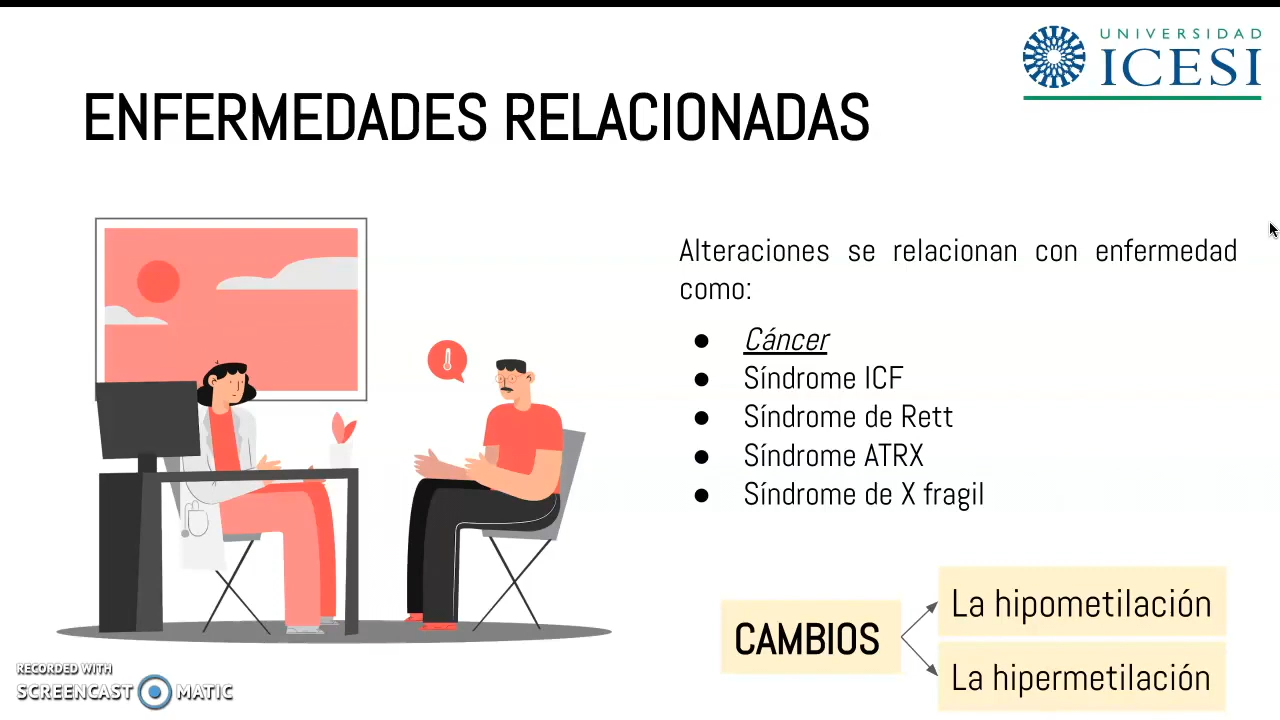 UNIVERSIDAD
ICESI
ENFERMEDADES RELACIONADAS
Alteraciones se relacionan con enfermedad
como:
● Cáncer
● Síndrome ICF
● Síndrome de Rett
● Síndrome ATRX
● Síndrome de X fragil
CAMBIOS
La hipometilación
La hipermetilación
RECORDED WITH
SCREENCAST MATIC